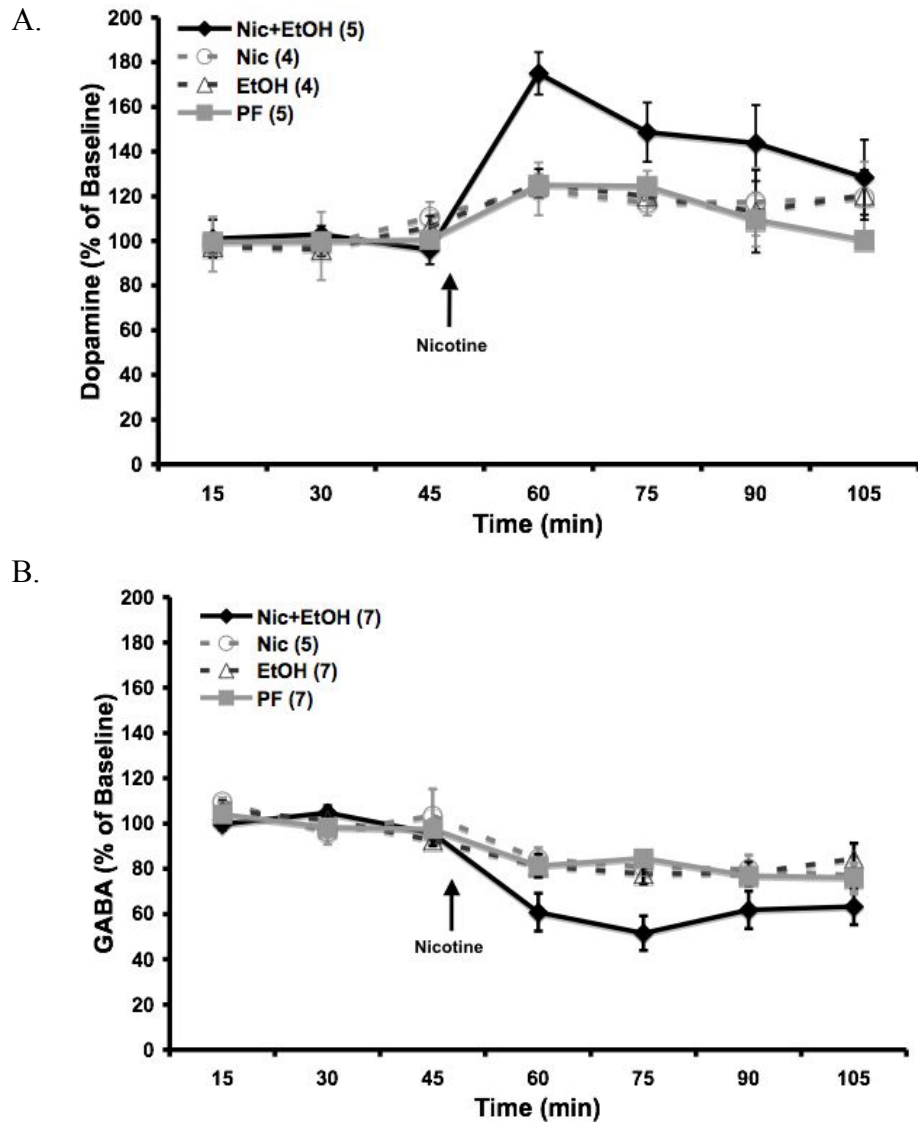 A.
Dopamine (% of Baseline)
200
180
160
140
120
100
80
60
40
20
0
Nic+EtOH (5)
Nic (4)
EtOH (4)
PF (5)
Nicotine
15 30 45 60 75 90 105
Time (min)
B.
GABA (% of Baseline)
200
180
160
140
120
100
80
60
40
20
0
Nic+EtOH (7)
Nic (5)
EtOH (7)
PF (7)
Nicotine
15 30 45 60 75 90 105
Time (min)